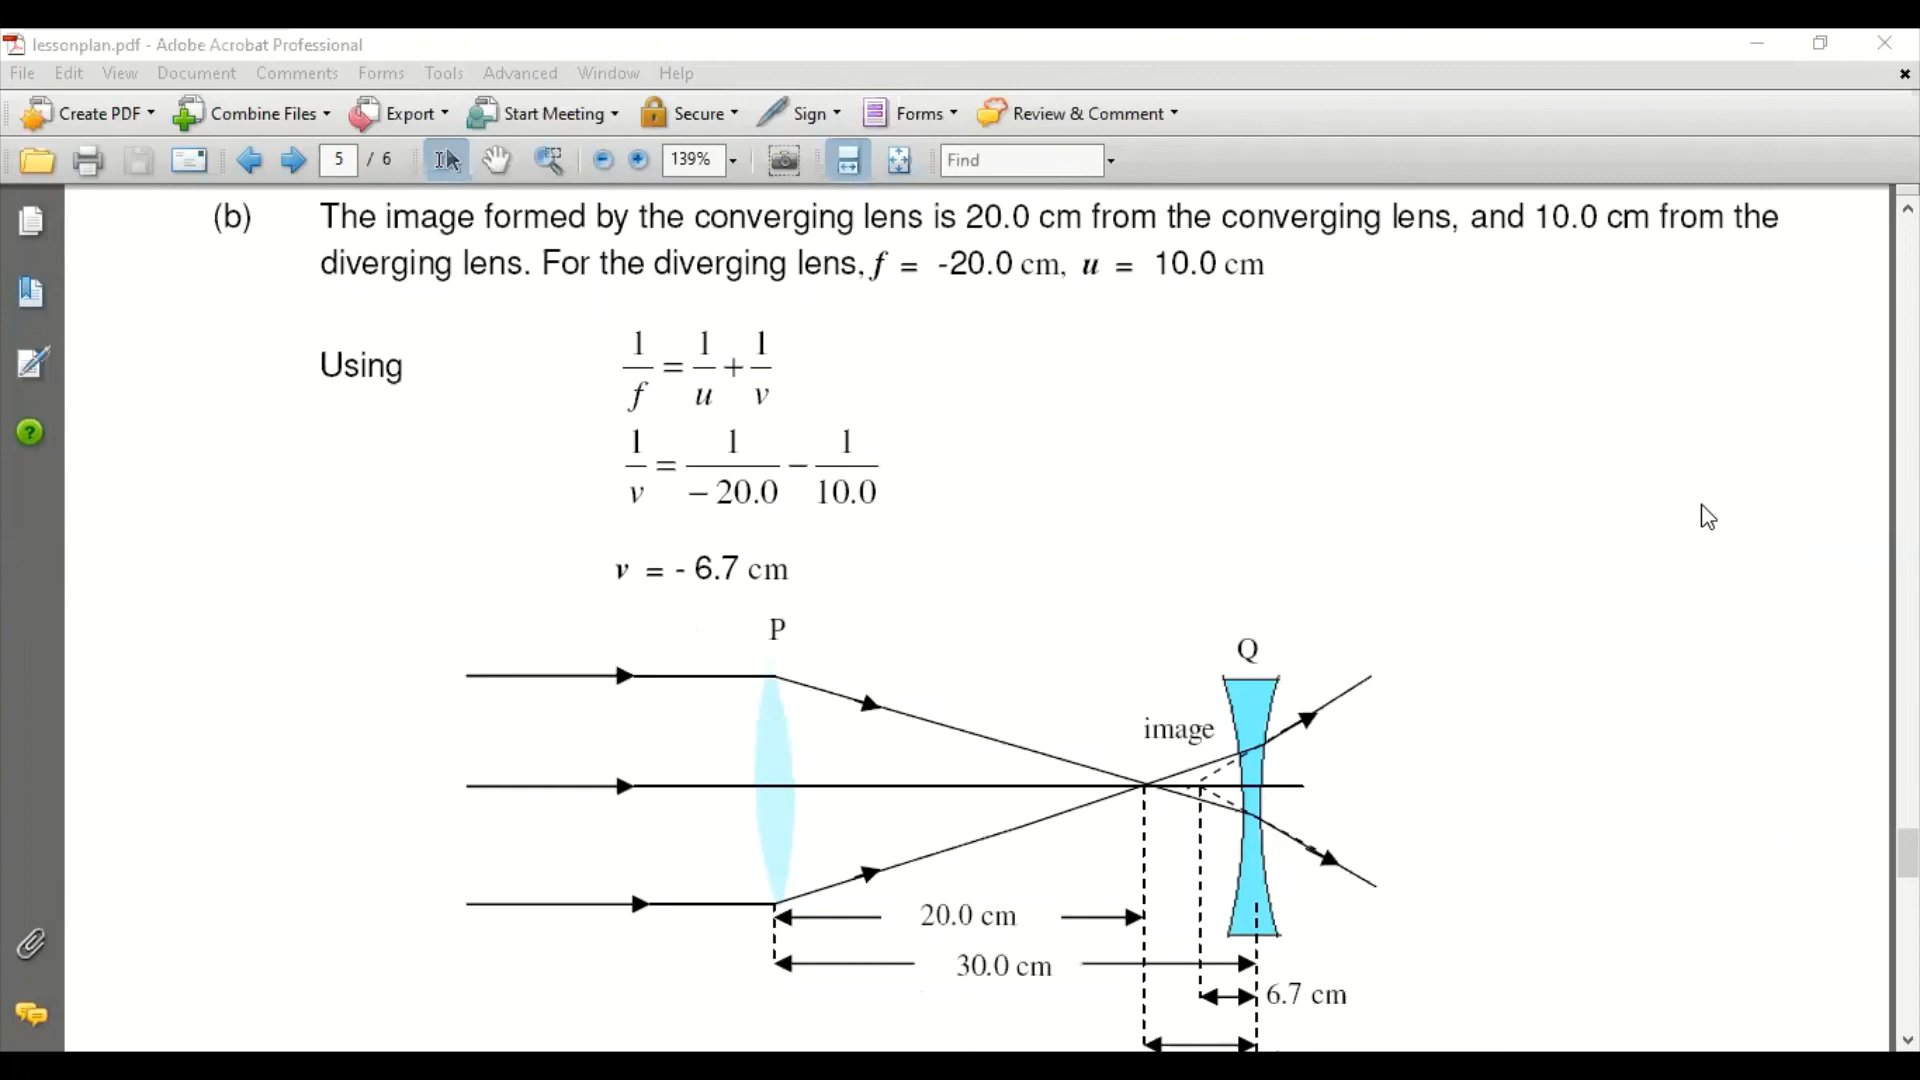 lessonplan.pdf - Adobe Acrobat Professional
File Edit View Document Comments Forms Tools Advanced Window Help
Create PDF Combine Files Export Start Meeting Secure Sign Forms Review & Comment
5 / 6 139% Find
(b) The image formed by the converging lens is 20.0 cm from the converging lens, and 10.0 cm from the
diverging lens. For the diverging lens, f = -20.0 cm, u = 10.0 cm
Using 1/f = 1/u + 1/v
1/v = 1/-20.0 - 1/10.0
v = - 6.7 cm
P
Q
image
20.0 cm
30.0 cm
6.7 cm